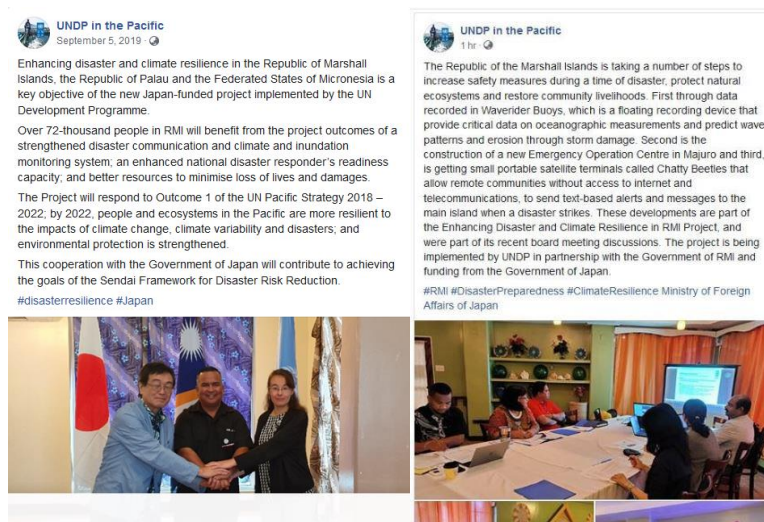 UNDP in the Pacific
September 5, 2019 ·
Enhancing disaster and climate resilience in the Republic of Marshall
Islands, the Republic of Palau and the Federated States of Micronesia is a
key objective of the new Japan-funded project implemented by the UN
Development Programme.
Over 72-thousand people in RMI will benefit from the project outcomes of a
strengthened disaster communication and climate and inundation
monitoring system; an enhanced national disaster responder's readiness
capacity; and better resources to minimise loss of lives and damages.
The Project will respond to Outcome 1 of the UN Pacific Strategy 2018 –
2022; by 2022, people and ecosystems in the Pacific are more resilient to
the impacts of climate change, climate variability and disasters; and
environmental protection is strengthened.
This cooperation with the Government of Japan will contribute to achieving
the goals of the Sendai Framework for Disaster Risk Reduction.
#disasterresilience #Japan
UNDP in the Pacific
1 hr ·
The Republic of the Marshall Islands is taking a number of steps to
increase safety measures during a time of disaster, protect natural
ecosystems and restore community livelihoods. First through data
recorded in Waverider Buoys, which is a floating recording device that
provide critical data on oceanographic measurements and predict wave
patterns and erosion through storm damage. Second is the
construction of a new Emergency Operation Centre in Majuro and third,
is getting small portable satellite terminals called Chatty Beetles that
allow remote communities without access to internet and
telecommunications, to send text-based alerts and messages to the
main island when a disaster strikes. These developments are part of
the Enhancing Disaster and Climate Resilience in RMI Project, and
were part of its recent board meeting discussions. The project is being
implemented by UNDP in partnership with the Government of RMI and
funding from the Government of Japan.
#RMI #DisasterPreparedness #ClimateResilience Ministry of Foreign
Affairs of Japan